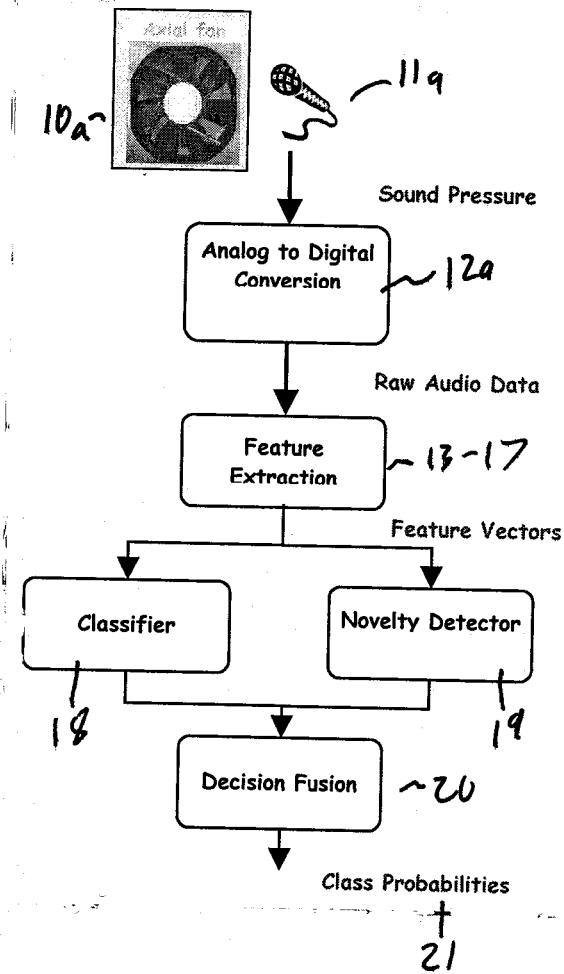 Axial fan
10a
11a
Sound Pressure
Analog to Digital
Conversion
12a
Raw Audio Data
Feature
Extraction
13-17
Feature Vectors
Classifier
Novelty Detector
18
19
Decision Fusion
20
Class Probabilities
21